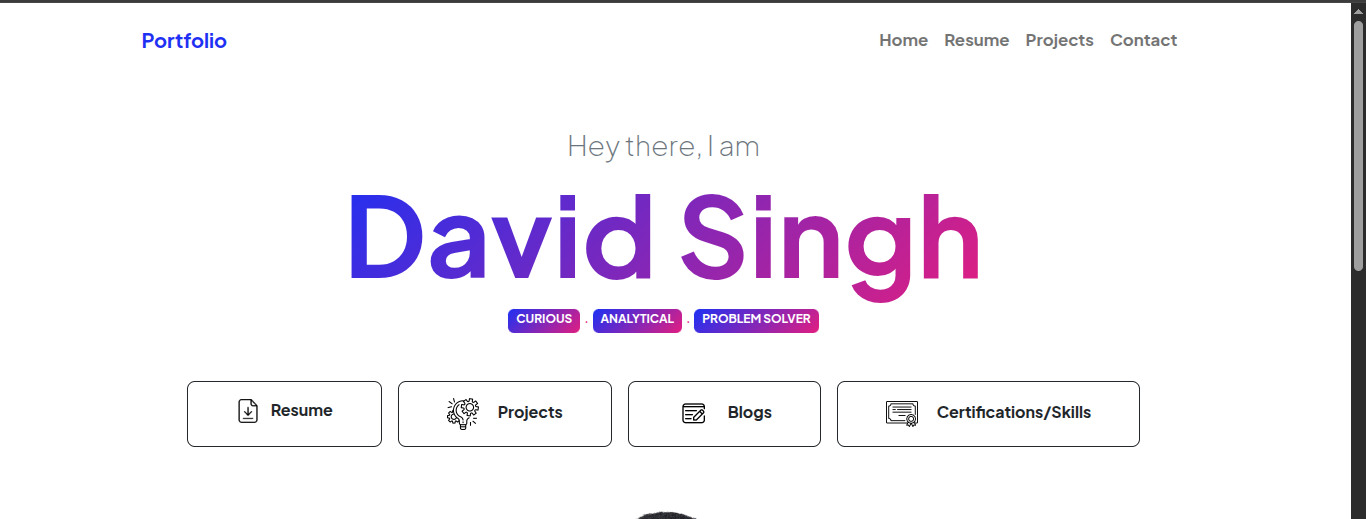 Portfolio Home Resume Projects Contact
Hey there, I am
David Singh
CURIOUS . ANALYTICAL . PROBLEM SOLVER
Resume Projects Blogs Certifications/Skills